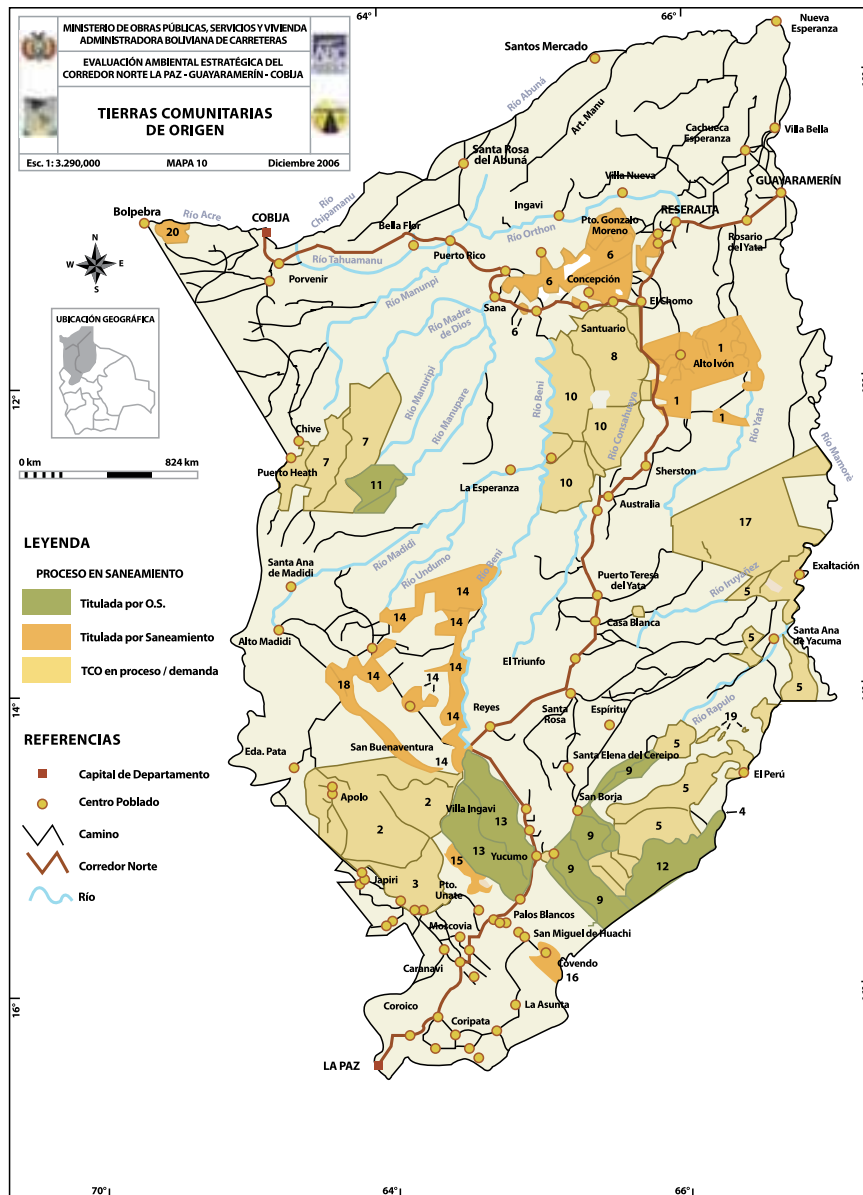 MINISTERIO DE OBRAS PÚBLICAS, SERVICIOS Y VIVIENDA
ADMINISTRADORA BOLIVIANA DE CARRETERAS
EVALUACIÓN AMBIENTAL ESTRATÉGICA DEL
CORREDOR NORTE LA PAZ - GUAYARAMERÍN - COBIJA
TIERRAS COMUNITARIAS
DE ORIGEN
Esc. 1: 3.290,000 MAPA 10 Diciembre 2006
64°
66°
Nueva
Esperanza
Santos Mercado
Río Abuná
Art. Manu
Cachueca
Esperanza
Villa Bella
Santa Rosa
del Abuná
Villa Nueva
GUAYARAMERÍN
Río
Chipamanu
Ingavi
Pto. Gonzalo
Moreno
RESERALTA
Bolpebra
Río Acre
20
COBIJA
Bella Flor
Río Orthon
Rosario
del Yata
N
W E
S
Río Tahuamanu
Puerto Rico
6
Porvenir
Río Manunpi
6
Concepción
Sana
El Chomo
UBICACIÓN GEOGRÁFICA
Río Madre
de Dios
6
Santuario
8
1
Alto Ivón
12°
Río Manuripi
Río Manupare
Río Beni
10
Río Consahueya
1
1
Río Yata
Chive
7
10
Río Mamorè
Puerto Heath
7
Sherston
0 km 824 km
11
La Esperanza
10
Australia
17
LEYENDA
PROCESO EN SANEAMIENTO
Titulada por O.S.
Titulada por Saneamiento
TCO en proceso / demanda
Río Madidi
Río Undumo
Río Beni
Santa Ana
de Madidi
Puerto Teresa
del Yata
Río Iruyañez
Exaltación
14
5
14
14
Casa Blanca
Alto Madidi
5
Santa Ana
de Yacuma
El Triunfo
14
14
14
18
5
14°
14
Reyes
Santa
Rosa
Espíritu
Río Rapulo
19
REFERENCIAS
Capital de Departamento
Centro Poblado
Camino
Corredor Norte
Río
San Buenaventura
14
Eda. Pata
Santa Elena del Cereipo
5
9
El Perú
Apolo
2
Villa Ingavi
San Borja
5
4
2
13
9
5
13
Yucumo
15
9
12
Japiri
3
Pto.
Unate
9
Palos Blancos
Moscovia
San Miguel de Huachi
Caranavi
Covendo
16
16°
Coroico
La Asunta
Coripata
LA PAZ
70°
64°
66°